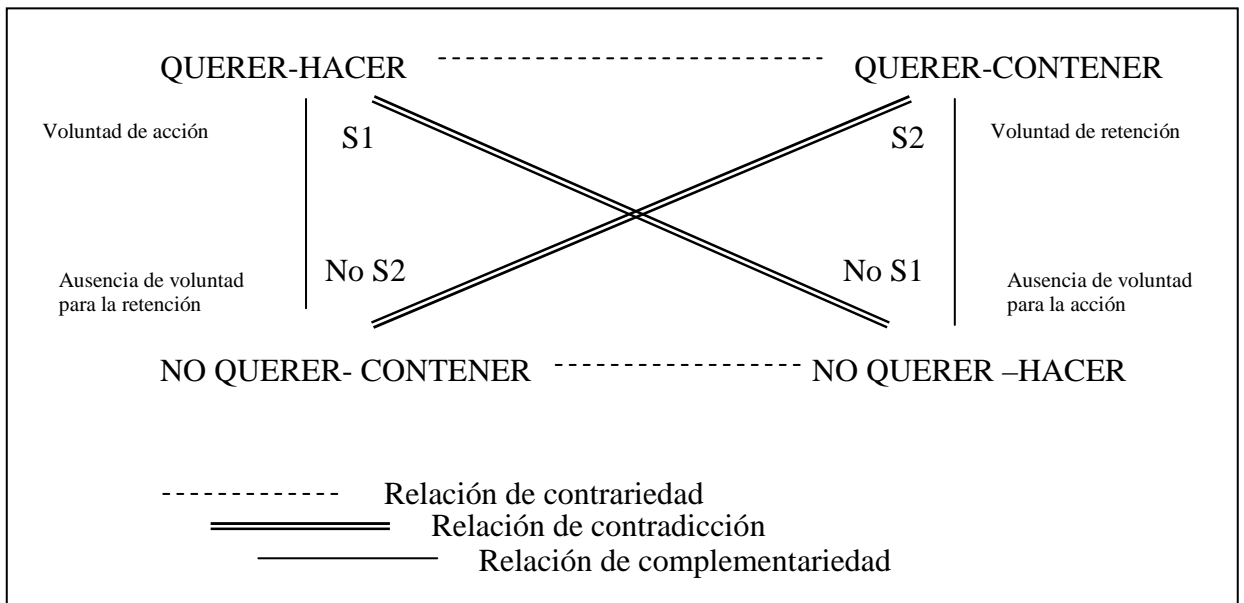 QUERER-HACER
QUERER-CONTENER
Voluntad de acción
S1
S2
Voluntad de retención
Ausencia de voluntad
para la retención
No S2
No S1
Ausencia de voluntad
para la acción
NO QUERER- CONTENER
NO QUERER –HACER
Relación de contrariedad
Relación de contradicción
Relación de complementariedad